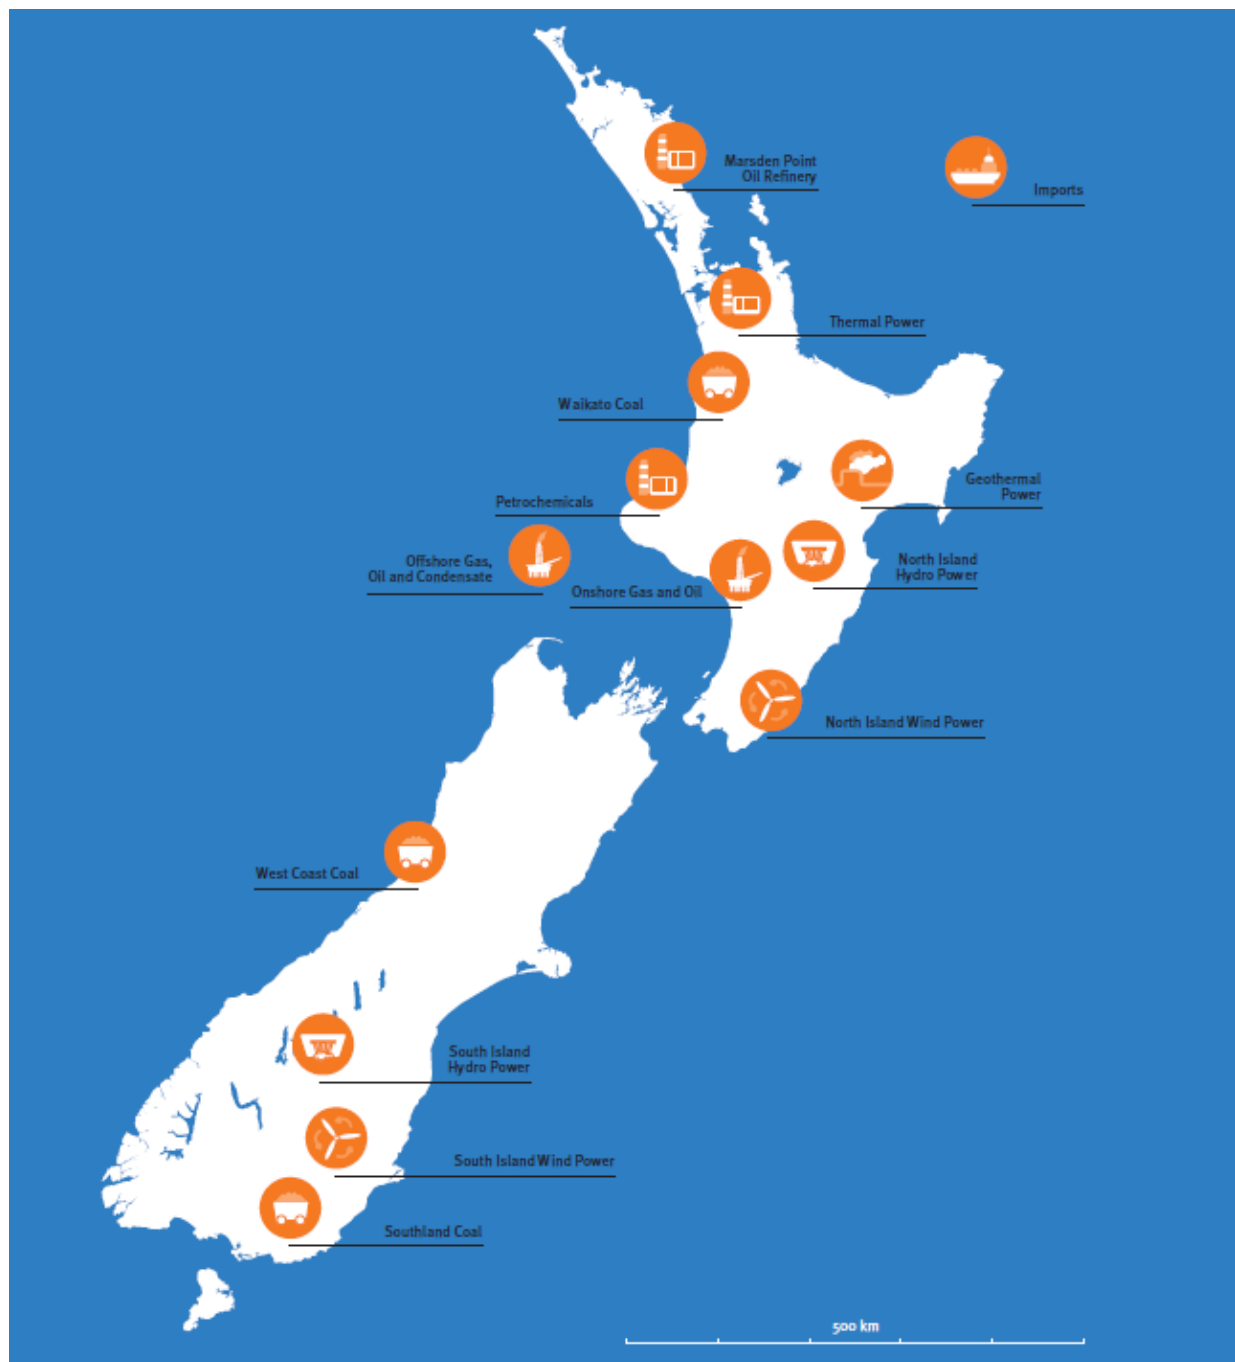 Marsden Point
Oil Refinery
Imports
Thermal Power
Waikato Coal
Geothermal
Power
Petrochemicals
Offshore Gas,
Oil and Condensate
North Island
Hydro Power
Onshore Gas and Oil
North Island Wind Power
West Coast Coal
South Island
Hydro Power
South Island Wind Power
Southland Coal
500 km